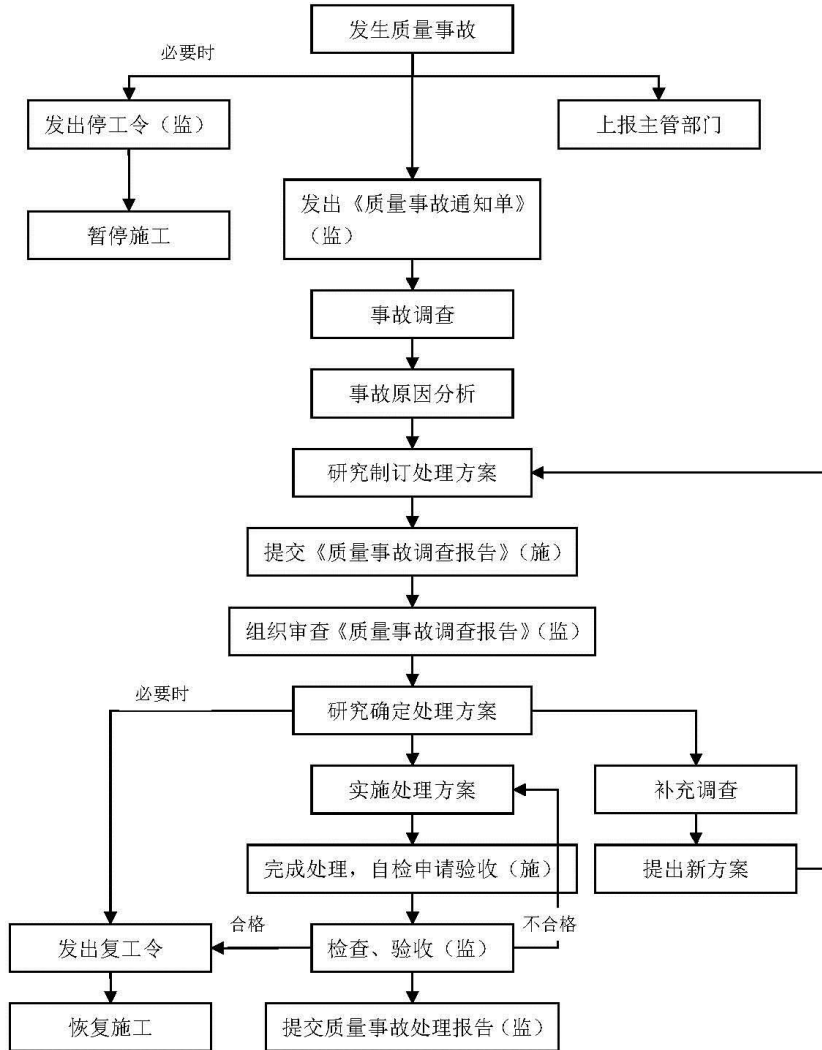 发生质量事故
必要时
发出停工令（监）
上报主管部门
发出《质量事故通知单》
（监）
暂停施工
事故调查
事故原因分析
研究制订处理方案
提交《质量事故调查报告》（施）
组织审查《质量事故调查报告》（监）
必要时
研究确定处理方案
实施处理方案
补充调查
完成处理，自检申请验收（施）
提出新方案
合格
不合格
发出复工令
检查、验收（监）
恢复施工
提交质量事故处理报告（监）